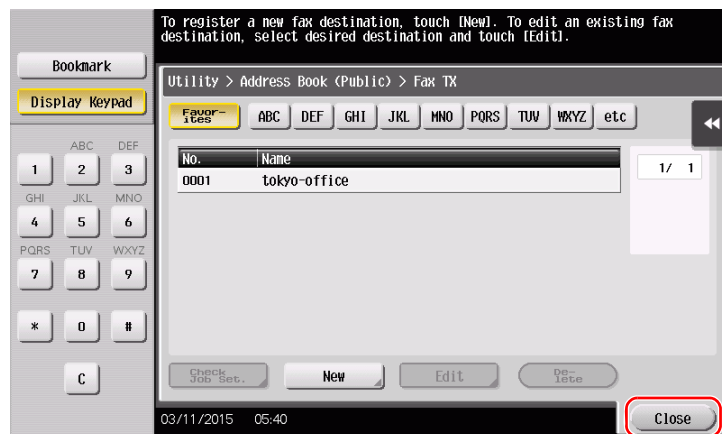 To register a new fax destination, touch [New]. To edit an existing fax
destination, select desired destination and touch [Edit].
Bookmark
Display Keypad
Utility > Address Book (Public) > Fax TX
Favor-
ites
ABC DEF GHI JKL MNO PQRS TUV WXYZ etc
No. Name
0001 tokyo-office
1/ 1
ABC DEF
1 2 3
GHI JKL MNO
4 5 6
PQRS TUV WXYZ
7 8 9
* 0 #
C
Check
Job Set.
New
Edit
De-
lete
03/11/2015 05:40
Close